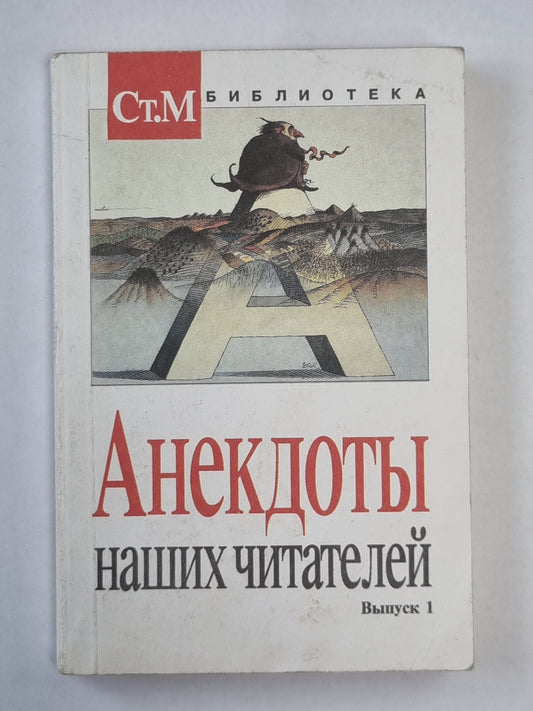 Ст.М БИБЛИОТЕКА
А
Анекдоты
наших читателей
Выпуск 1